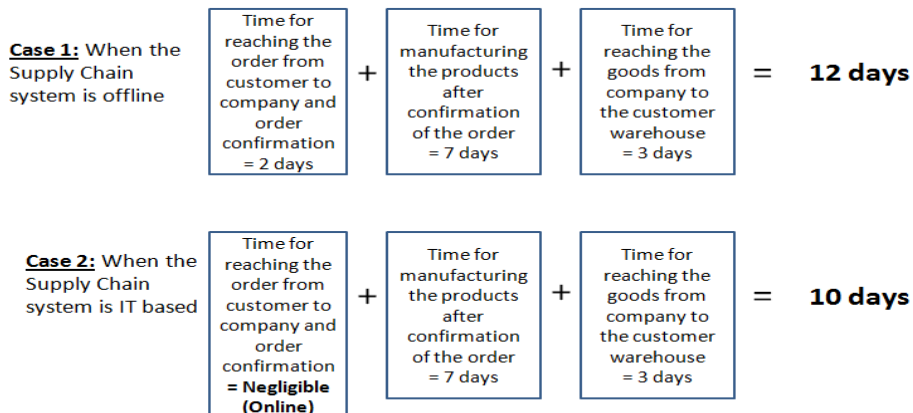 Case 1: When the
Supply Chain
system is offline
Time for
reaching the
order from
customer to
company and
order
confirmation
= 2 days
+
Time for
manufacturing
the products
after
confirmation
of the order
= 7 days
+
Time for
reaching the
goods from
company to
the customer
warehouse
= 3 days
=
12 days
Case 2: When the
Supply Chain
system is IT based
Time for
reaching the
order from
customer to
company and
order
confirmation
= Negligible
(Online)
+
Time for
manufacturing
the products
after
confirmation
of the order
= 7 days
+
Time for
reaching the
goods from
company to
the customer
warehouse
= 3 days
=
10 days